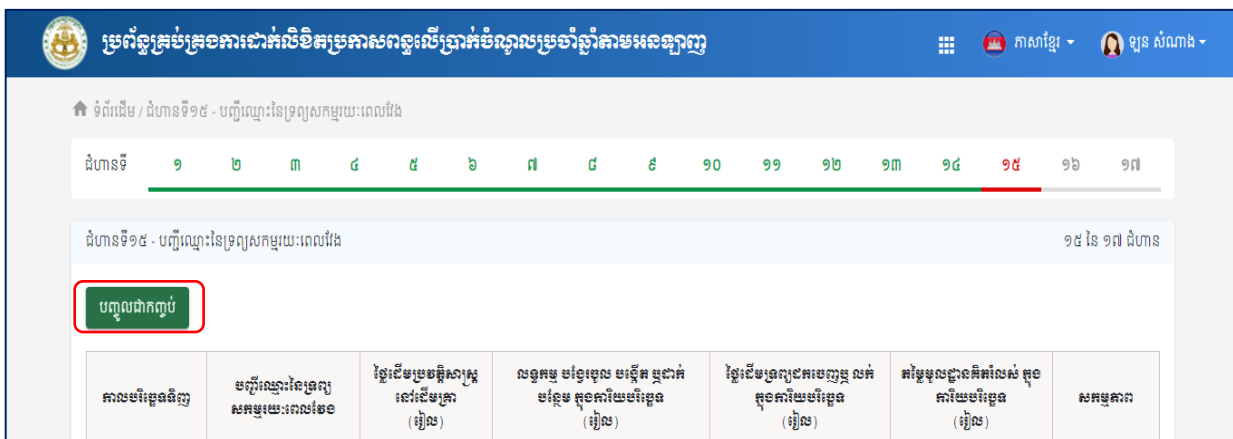 ប្រព័ន្ធគ្រប់គ្រងការដាក់លិខិតប្រកាសពន្ធលើប្រាក់ចំណូលប្រចាំឆ្នាំតាមអនឡាញ
ភាសាខ្មែរ
ឡុន សំណាង
ទំព័រដើម / ជំហានទី១៥ - បញ្ជីឈ្មោះនៃទ្រព្យសកម្មរយៈពេលវែង
ជំហានទី ១ ២ ៣ ៤ ៥ ៦ ៧ ៨ ៩ ១០ ១១ ១២ ១៣ ១៤ ១៥ ១៦ ១៧
ជំហានទី១៥ - បញ្ជីឈ្មោះនៃទ្រព្យសកម្មរយៈពេលវែង
១៥ នៃ ១៧ ជំហាន
បញ្ចូលជាកញ្ចប់
កាលបរិច្ឆេទទិញ
បញ្ជីឈ្មោះនៃទ្រព្យ
សកម្មរយៈពេលវែង
ថ្លៃដើមប្រវត្តិសាស្ត្រ
នៅដើមគ្រា
(រៀល)
លទ្ធកម្ម បង្វែរចូល បង្កើត ឬដាក់
បន្ថែម ក្នុងការិយបរិច្ឆេទ
(រៀល)
ថ្លៃដើមទ្រព្យដកចេញឬ លក់
ក្នុងការិយបរិច្ឆេទ
(រៀល)
តម្លៃមូលដ្ឋានគិតរំលស់ ក្នុង
ការិយបរិច្ឆេទ
(រៀល)
សកម្មភាព